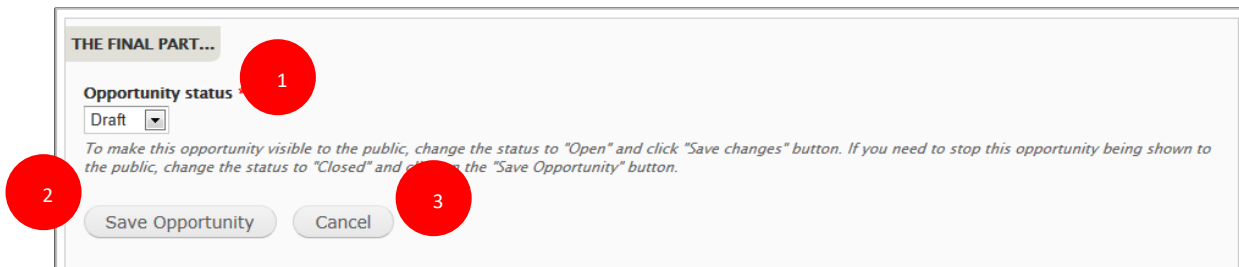 THE FINAL PART...
1
Opportunity status *
Draft
To make this opportunity visible to the public, change the status to "Open" and click "Save changes" button. If you need to stop this opportunity being shown to
the public, change the status to "Closed" and the "Save Opportunity" button.
2
3
Save Opportunity
Cancel